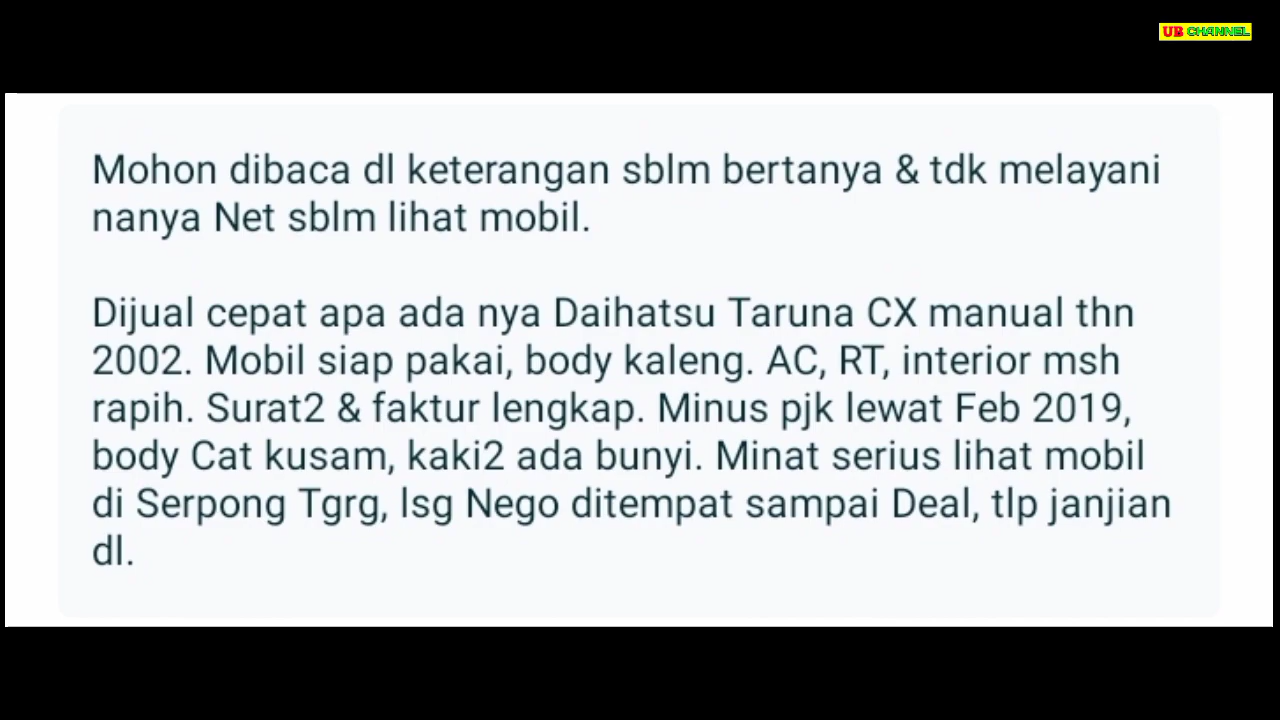 UB CHANNEL
Mohon dibaca dl keterangan sblm bertanya & tdk melayani
nanya Net sblm lihat mobil.
Dijual cepat apa ada nya Daihatsu Taruna CX manual thn
2002. Mobil siap pakai, body kaleng. AC, RT, interior msh
rapih. Surat2 & faktur lengkap. Minus pjk lewat Feb 2019,
body Cat kusam, kaki2 ada bunyi. Minat serius lihat mobil
di Serpong Tgrg, lsg Nego ditempat sampai Deal, tlp janjian
dl.